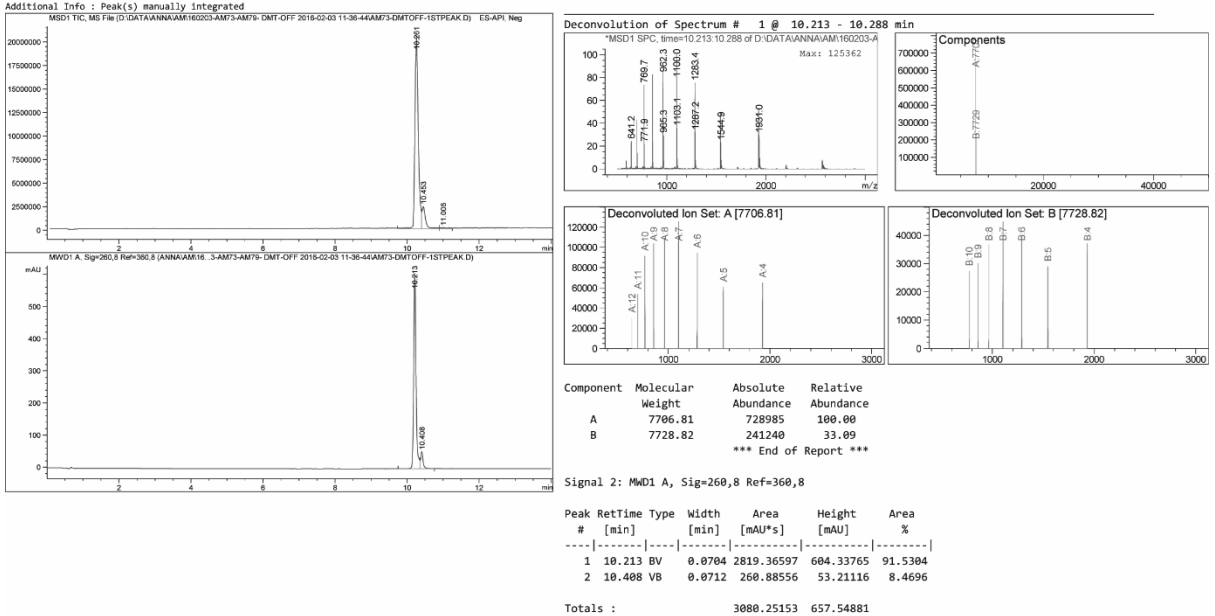 Additional Info : Peak(s) manually integrated
MSD1 TIC, MS File (D:\DATA\ANNA\AM\160203-AM73-AM79- DMT-OFF 2016-02-03 11-36-44\AM73-DMTOFF-1STPEAK.D) ES-API, Neg
20000000
17500000
15000000
12500000
10000000
7500000
5000000
2500000
0
10.261
10.453
11.008
2 4 6 8 10 12 min
MWD1 A, Sig=260,8 Ref=360,8 (ANNA\AM\16...3-AM73-AM79- DMT-OFF 2016-02-03 11-36-44\AM73-DMTOFF-1STPEAK.D)
mAU
500
400
300
200
100
0
10.213
10.408
2 4 6 8 10 12 min
Deconvolution of Spectrum # 1 @ 10.213 - 10.288 min
*MSD1 SPC, time=10.213:10.288 of D:\DATA\ANNA\AM\160203-A
Max: 125362
100
80
60
40
20
0
641.2
769.7
771.9
962.3
965.3
1100.0
1103.1
1283.4
1287.2
1544.9
1931.0
1000 2000 m/z
Components
700000
600000
500000
400000
300000
200000
100000
A:770
B:7729
20000 40000
Deconvoluted Ion Set: A [7706.81]
120000
100000
80000
60000
40000
20000
0
A:12
A:11
A:10
A:9
A:8
A:7
A:6
A:5
A:4
1000 2000 3000
Deconvoluted Ion Set: B [7728.82]
40000
30000
20000
10000
0
B:10
B:9
B:8
B:7
B:6
B:5
B:4
1000 2000 3000
Component Molecular Absolute Relative
Weight Abundance Abundance
A 7706.81 728985 100.00
B 7728.82 241240 33.09
*** End of Report ***
Signal 2: MWD1 A, Sig=260,8 Ref=360,8
Peak RetTime Type Width Area Height Area
# [min] [min] [mAU*s] [mAU] %
----|-------|----|-------|----------|----------|--------|
1 10.213 BV 0.0704 2819.36597 604.33765 91.5304
2 10.408 VB 0.0712 260.88556 53.21116 8.4696
Totals : 3080.25153 657.54881